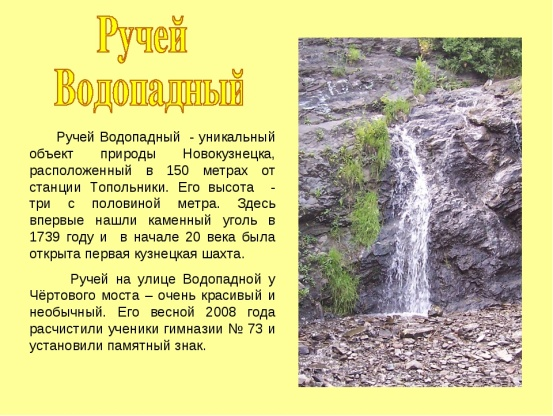 Ручей
Водопадный
Ручей Водопадный - уникальный
объект природы Новокузнецка,
расположенный в 150 метрах от
станции Топольники. Его высота -
три с половиной метра. Здесь
впервые нашли каменный уголь в
1739 году и в начале 20 века была
открыта первая кузнецкая шахта.
Ручей на улице Водопадной у
Чёртового моста – очень красивый и
необычный. Его весной 2008 года
расчистили ученики гимназии № 73 и
установили памятный знак.